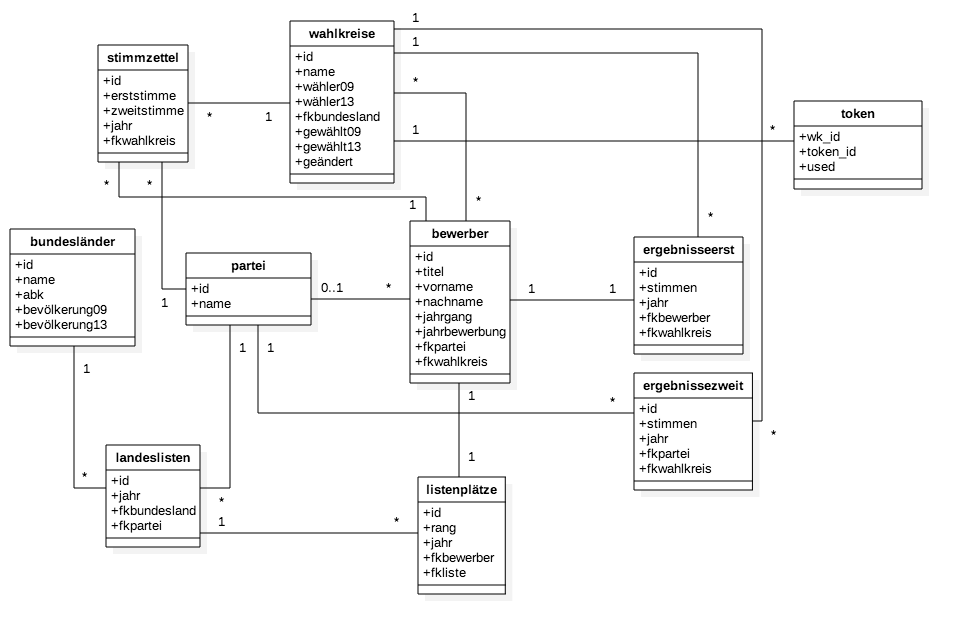 stimmzettel
+id
+erststimme
+zweitstimme
+jahr
+fkwahlkreis
wahlkreise
+id
+name
+wähler09
+wähler13
+fkbundesland
+gewählt09
+gewählt13
+geändert
1
1
*
1
*
1
*
token
+wk_id
+token_id
+used
*
*
1
*
*
bundesländer
+id
+name
+abk
+bevölkerung09
+bevölkerung13
partei
+id
+name
1
0..1
*
bewerber
+id
+titel
+vorname
+nachname
+jahrgang
+jahrbewerbung
+fkpartei
+fkwahlkreis
1
1
ergebnisseerst
+id
+stimmen
+jahr
+fkbewerber
+fkwahlkreis
1
1
1
1
*
ergebnissezweit
+id
+stimmen
+jahr
+fkpartei
+fkwahlkreis
*
*
landeslisten
+id
+jahr
+fkbundesland
+fkpartei
*
1
*
1
listenplätze
+id
+rang
+jahr
+fkbewerber
+fkliste